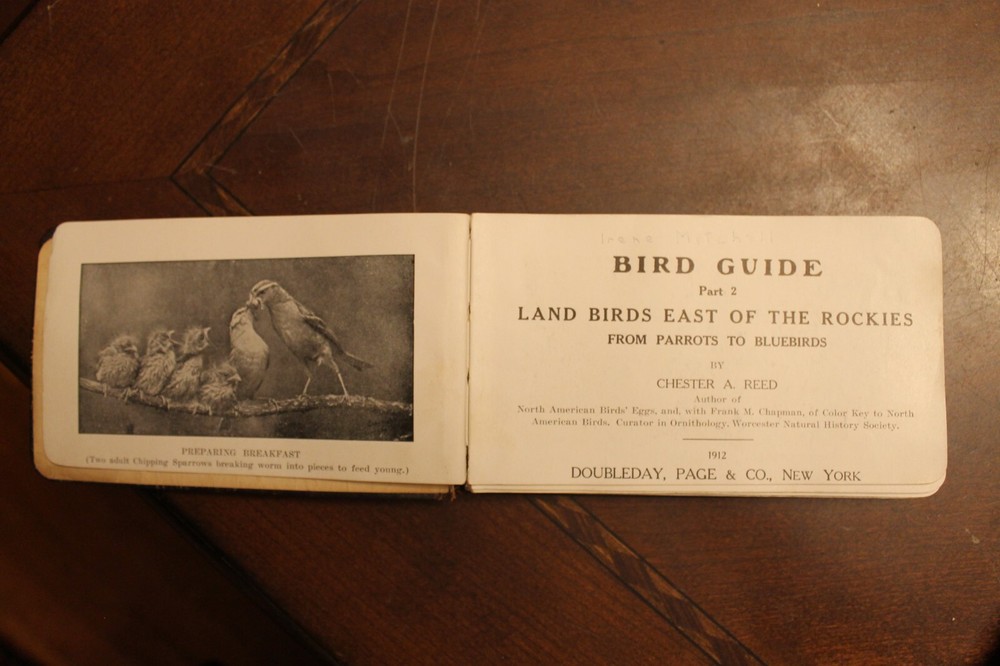 PREPARING BREAKFAST
(Two adult Chipping Sparrows breaking worm into pieces to feed young.)
Irene Mitchell
BIRD GUIDE
Part 2
LAND BIRDS EAST OF THE ROCKIES
FROM PARROTS TO BLUEBIRDS
BY
CHESTER A. REED
Author of
North American Birds' Eggs, and, with Frank M. Chapman, of Color Key to North
American Birds. Curator in Ornithology, Worcester Natural History Society.
1912
DOUBLEDAY, PAGE & CO., NEW YORK